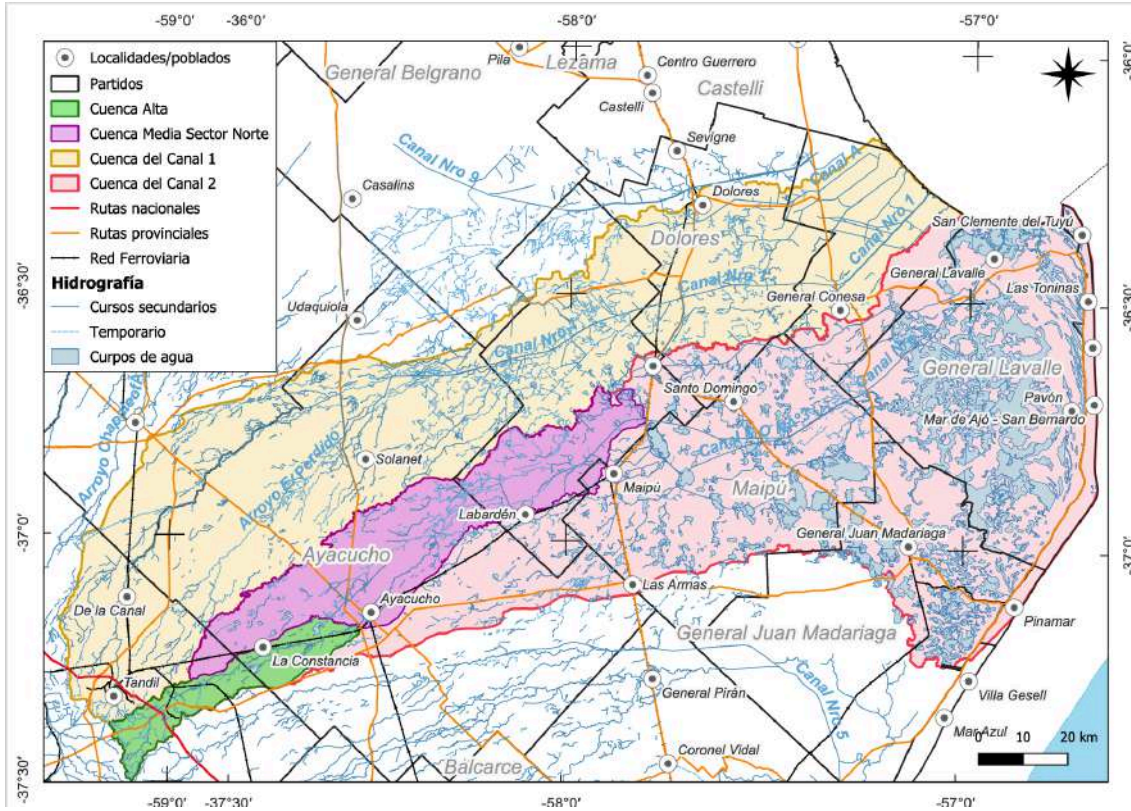 -59°0'
-36°0'
-58°0'
-57°0'
Localidades/poblados
Partidos
Cuenca Alta
Cuenca Media Sector Norte
Cuenca del Canal 1
Cuenca del Canal 2
Rutas nacionales
Rutas provinciales
Red Ferroviaria
Hidrografía
Cursos secundarios
Temporario
Curpos de agua
Pila
Lezama
General Belgrano
Centro Guerrero
Castelli
Castelli
-36°0'
Sevigne
Canal Nro 9
Casalins
Dolores
Canal A
Dolores
Canal Nro 1
San Clemente del Tuyú
General Lavalle
Las Toninas
-36°30'
-36°30'
Udaquiola
General Conesa
Canal Nro 1
Santo Domingo
General Lavalle
Pavón
Mar de Ajó - San Bernardo
Solanet
Arroyo El Perdido
Maipú
Maipú
Labardén
General Juan Madariaga
-37°0'
-37°0'
Ayacucho
Las Armas
De la Canal
Ayacucho
Pinamar
General Juan Madariaga
La Constancia
Tandil
General Pirán
Villa Gesell
Canal Nro 5
Mar Azul
0 10 20 km
Coronel Vidal
Balcarce
-37°30'
-37°30'
-59°0'
-37°30'
-58°0'
-57°0'